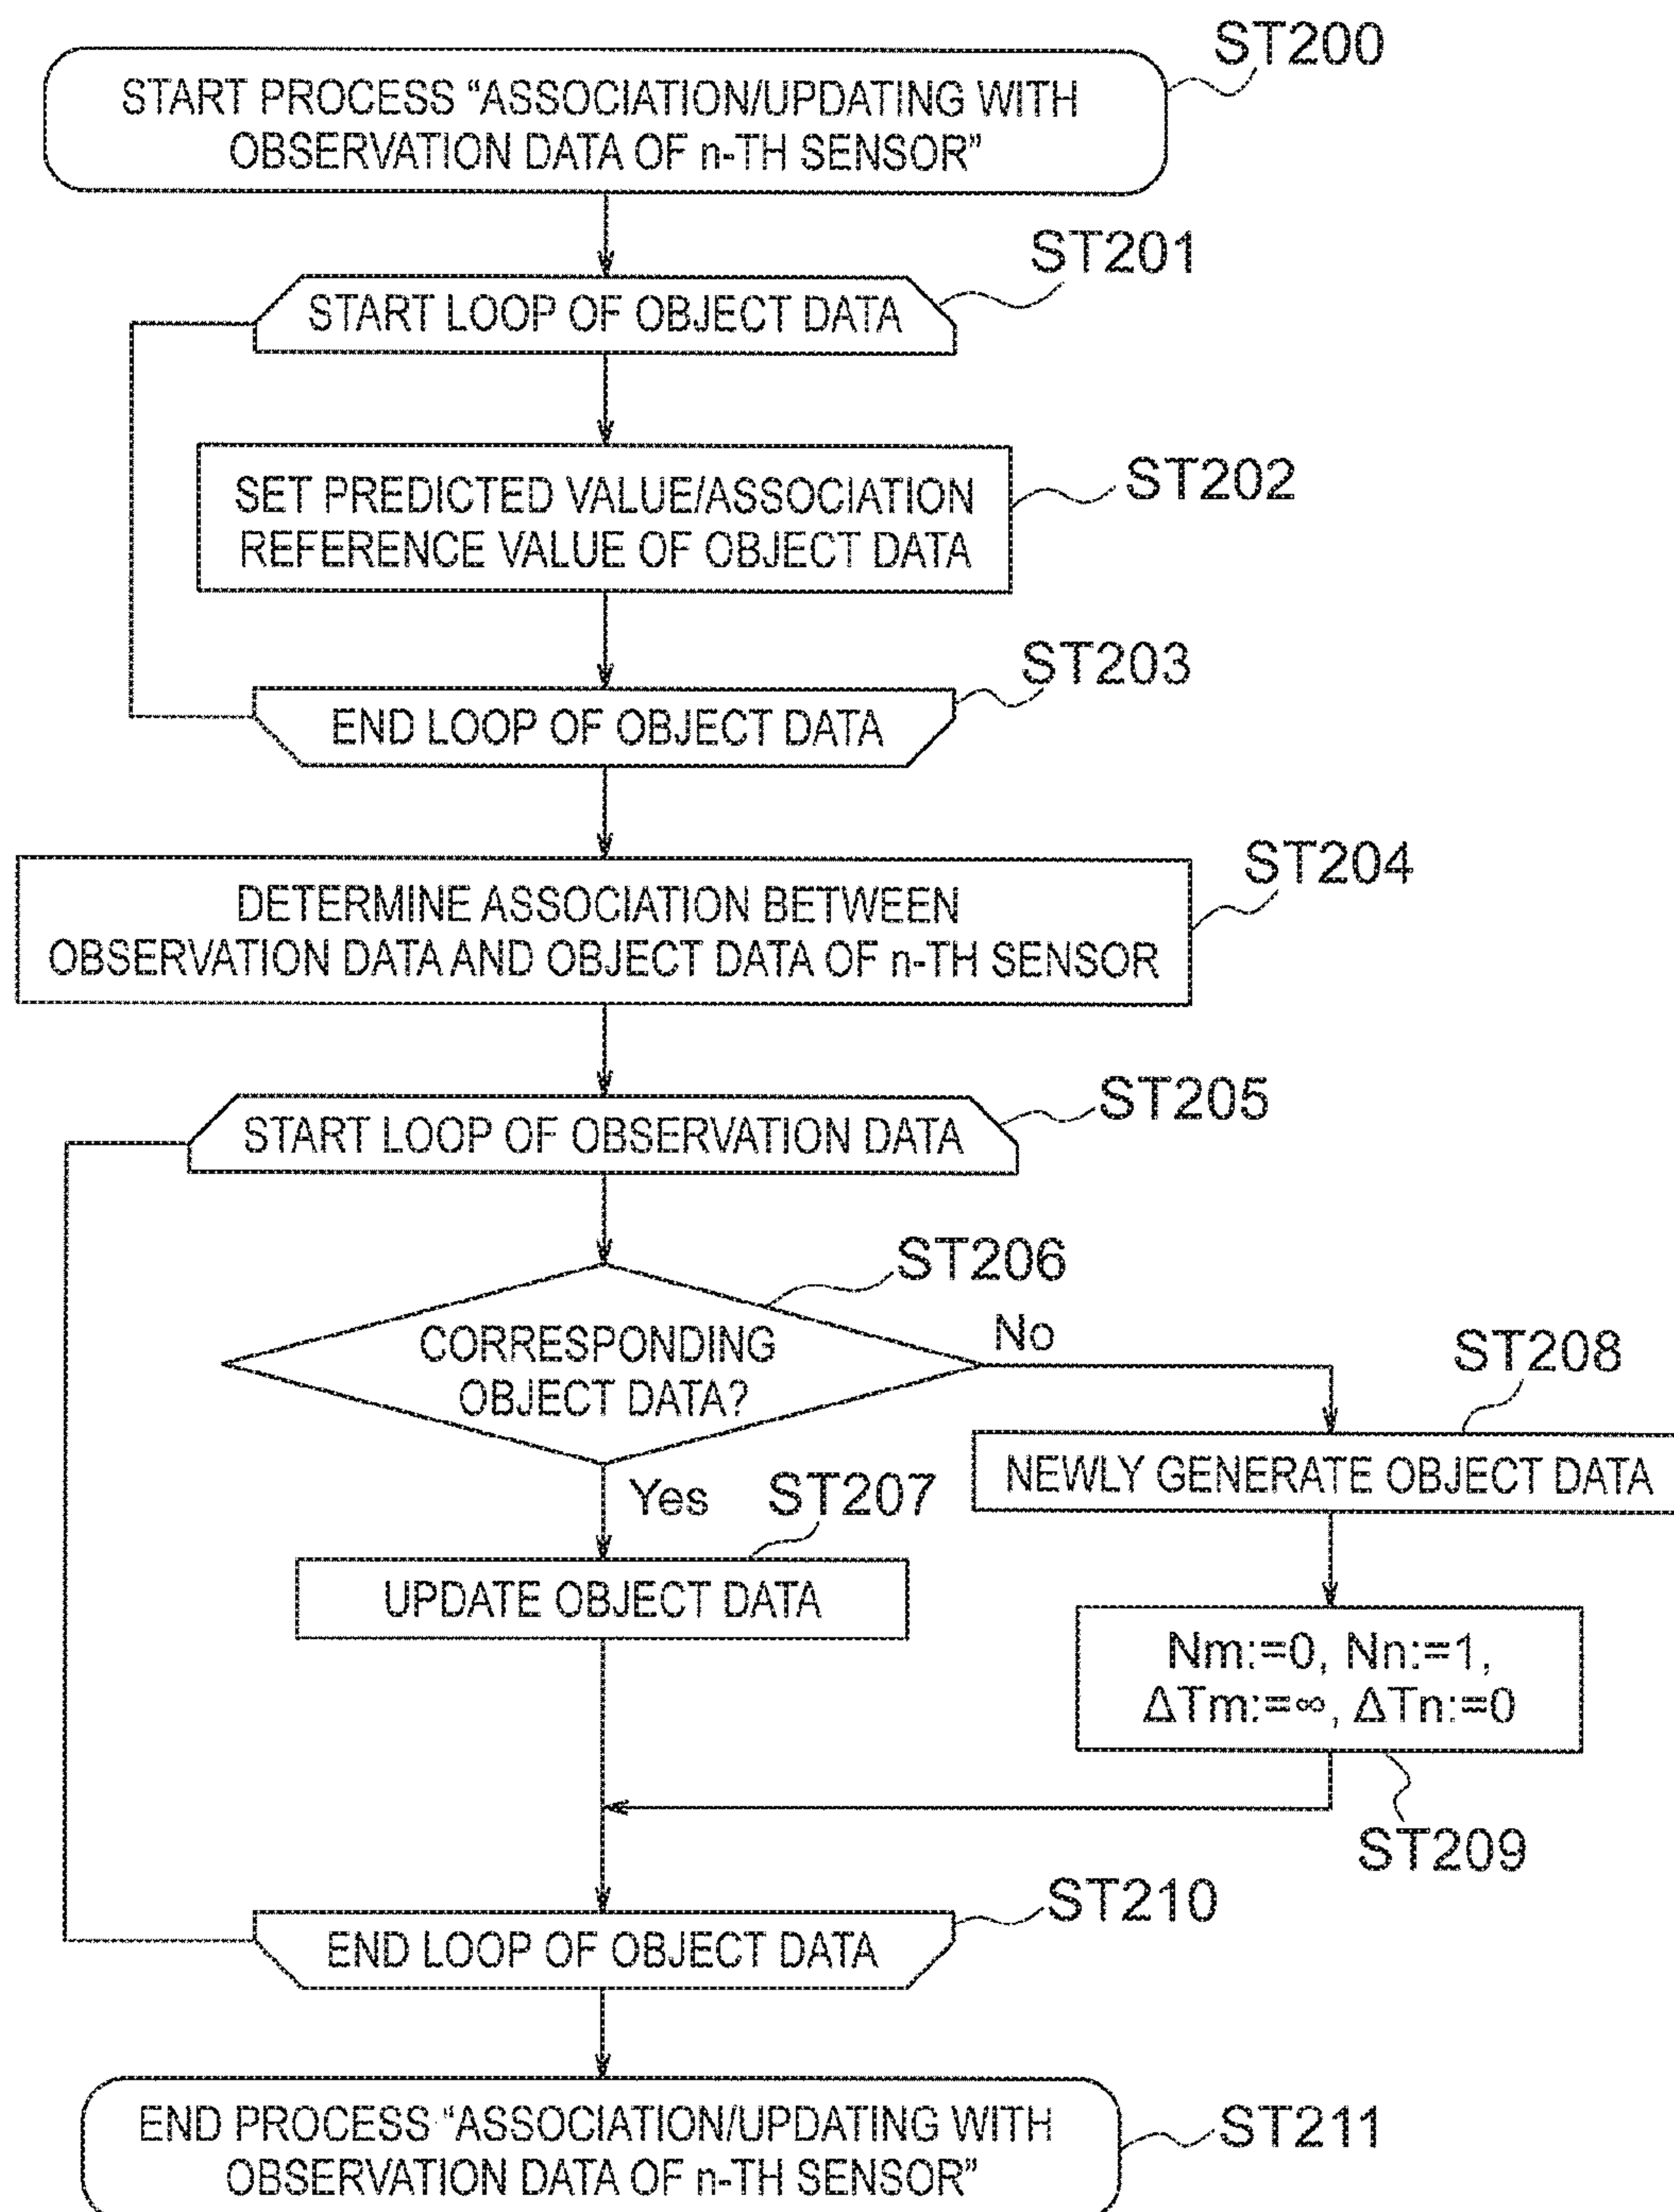 ST200
START PROCESS “ASSOCIATION/UPDATING WITH
OBSERVATION DATA OF n-TH SENSOR”
ST201
START LOOP OF OBJECT DATA
ST202
SET PREDICTED VALUE/ASSOCIATION
REFERENCE VALUE OF OBJECT DATA
ST203
END LOOP OF OBJECT DATA
ST204
DETERMINE ASSOCIATION BETWEEN
OBSERVATION DATA AND OBJECT DATA OF n-TH SENSOR
ST205
START LOOP OF OBSERVATION DATA
ST206
CORRESPONDING
OBJECT DATA?
No
Yes
ST207
UPDATE OBJECT DATA
ST208
NEWLY GENERATE OBJECT DATA
Nm:=0, Nn:=1,
ΔTm:=∞, ΔTn:=0
ST209
ST210
END LOOP OF OBJECT DATA
END PROCESS “ASSOCIATION/UPDATING WITH
OBSERVATION DATA OF n-TH SENSOR”
ST211